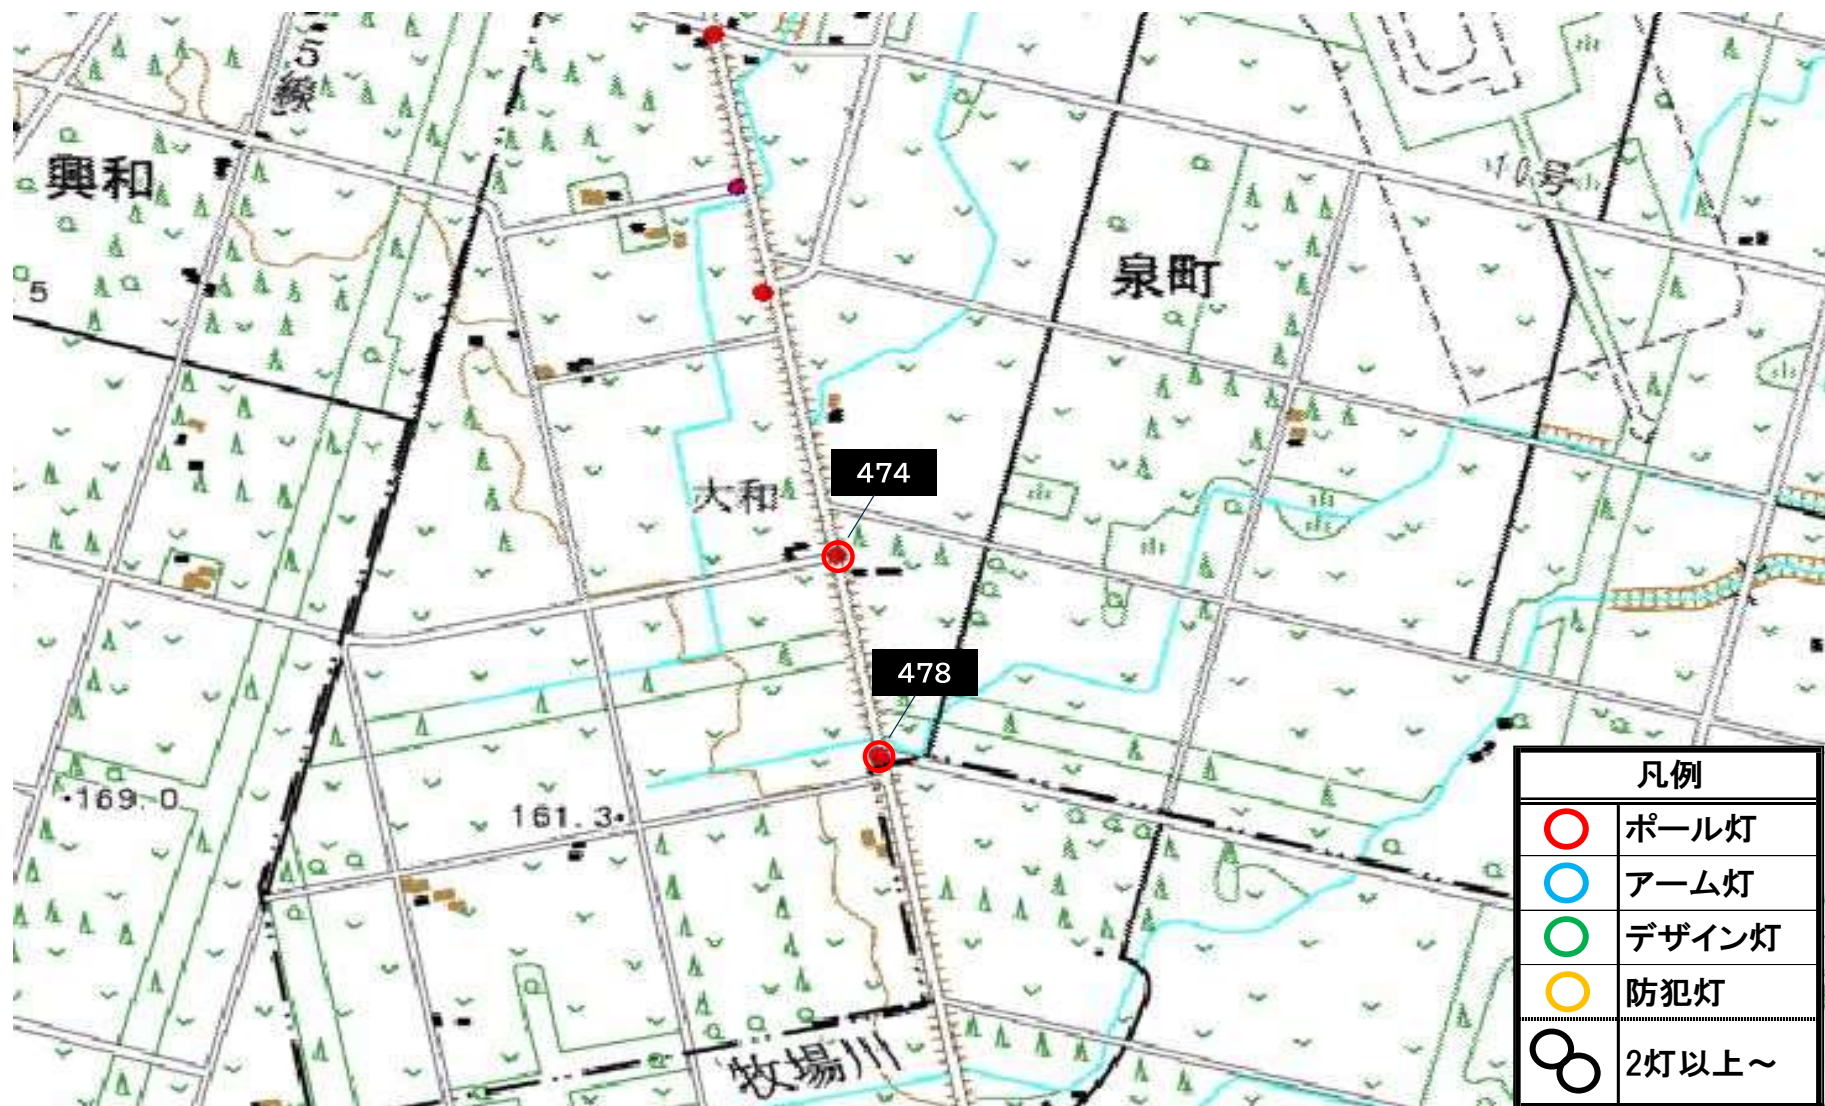 5線
興和
10号
泉町
5
474
大和
478
169.0
161.3
牧場川
凡例
ポール灯
アーム灯
デザイン灯
防犯灯
2灯以上～